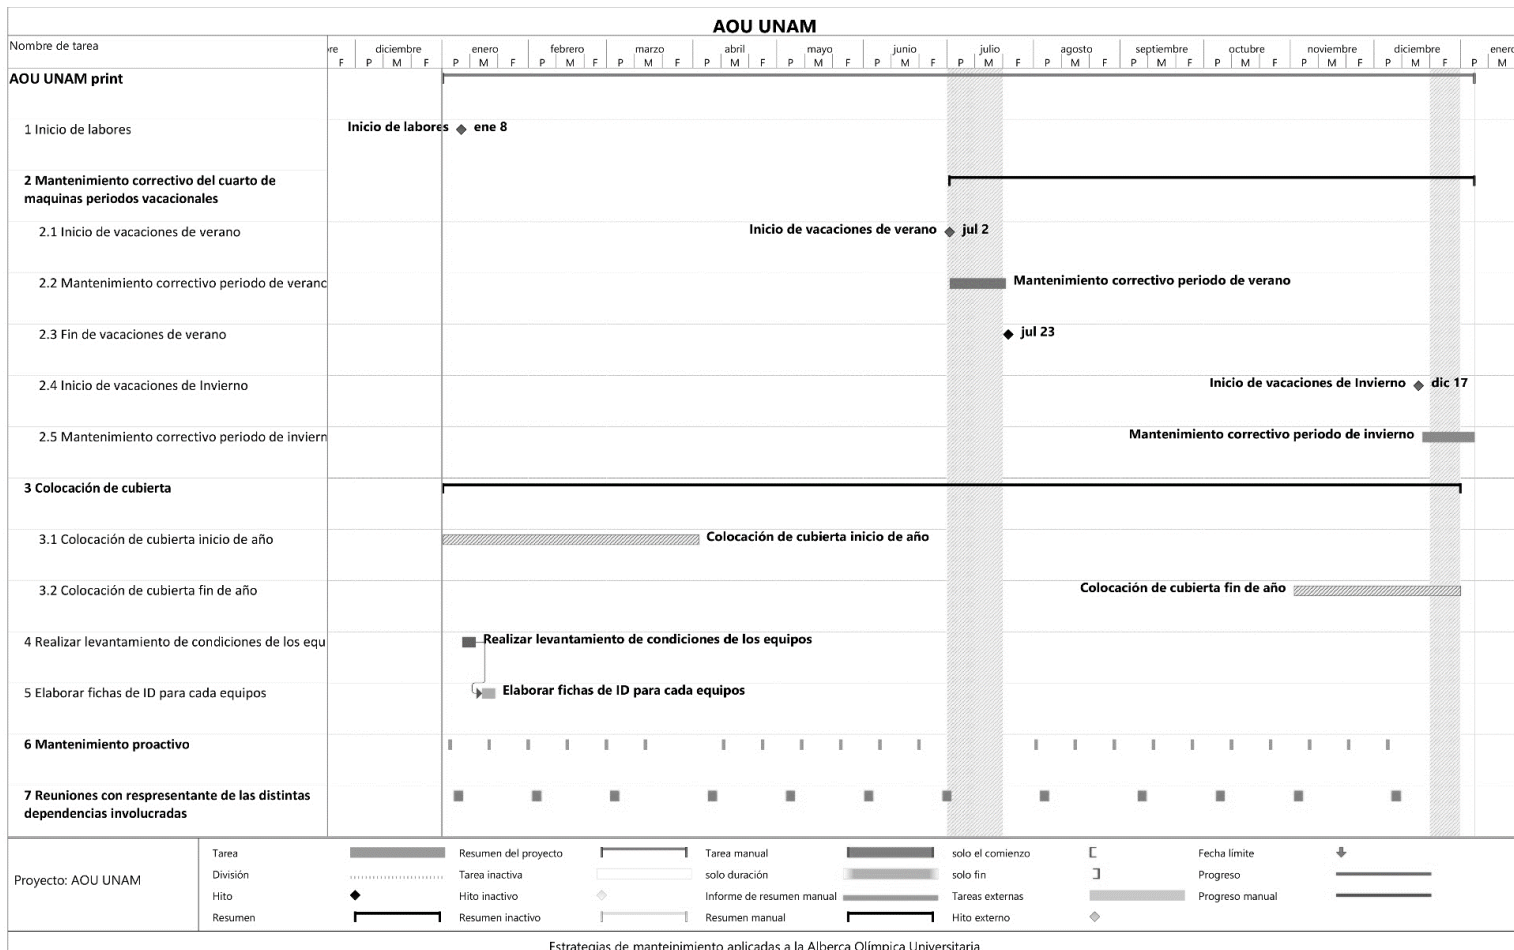 AOU UNAM
Nombre de tarea
re diciembre enero febrero marzo abril mayo junio julio agosto septiembre octubre noviembre diciembre enero
F P M F P M F P M F P M F P M F P M F P M F P M F P M F P M F P M F P M F P M F P M
AOU UNAM print
1 Inicio de labores
Inicio de labores ene 8
2 Mantenimiento correctivo del cuarto de
maquinas periodos vacacionales
2.1 Inicio de vacaciones de verano
Inicio de vacaciones de verano jul 2
2.2 Mantenimiento correctivo periodo de verano
Mantenimiento correctivo periodo de verano
2.3 Fin de vacaciones de verano
jul 23
2.4 Inicio de vacaciones de Invierno
Inicio de vacaciones de Invierno dic 17
2.5 Mantenimiento correctivo periodo de inviern
Mantenimiento correctivo periodo de invierno
3 Colocación de cubierta
3.1 Colocación de cubierta inicio de año
Colocación de cubierta inicio de año
3.2 Colocación de cubierta fin de año
Colocación de cubierta fin de año
4 Realizar levantamiento de condiciones de los equ
Realizar levantamiento de condiciones de los equipos
5 Elaborar fichas de ID para cada equipos
Elaborar fichas de ID para cada equipos
6 Mantenimiento proactivo
7 Reuniones con respresentante de las distintas
dependencias involucradas
Proyecto: AOU UNAM
Tarea Resumen del proyecto Tarea manual solo el comienzo Fecha límite
División Tarea inactiva solo duración solo fin Progreso
Hito Hito inactivo Informe de resumen manual Tareas externas Progreso manual
Resumen Resumen inactivo Resumen manual Hito externo
Estrategias de manteinimiento aplicadas a la Alberca Olímpica Universitaria